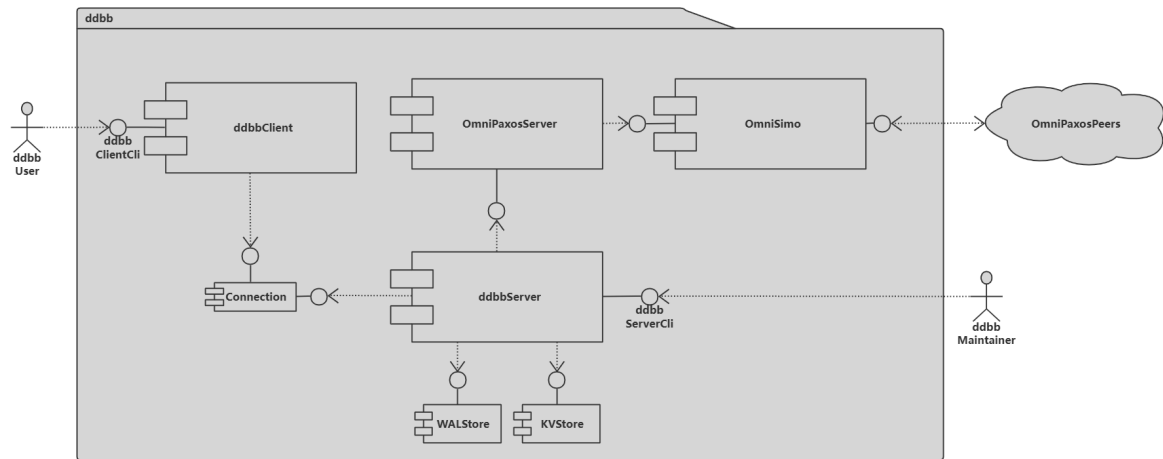 ddbb
ddbbClient
OmniPaxosServer
OmniSimo
OmniPaxosPeers
ddbb
User
ddbb
ClientCli
Connection
ddbbServer
ddbb
ServerCli
ddbb
Maintainer
WALStore
KVStore